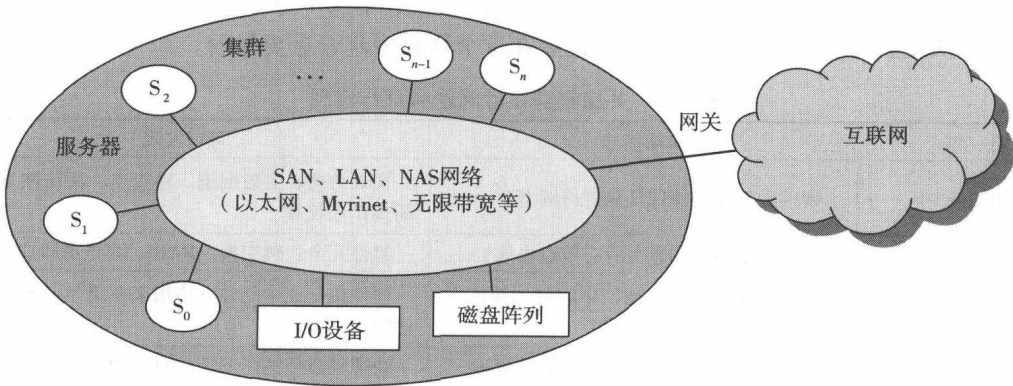 集群
S₂
…
Sₙ₋₁
Sₙ
服务器
网关
互联网
SAN、LAN、NAS网络
(以太网、Myrinet、无限带宽等)
S₁
S₀
I/O设备
磁盘阵列